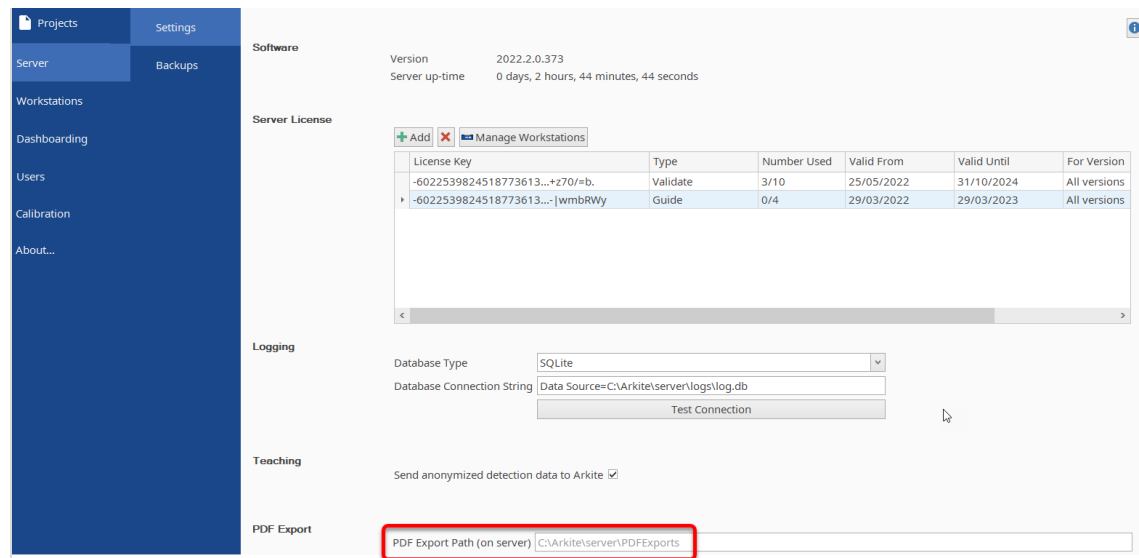 Projects
Settings
Server
Backups
Workstations
Dashboarding
Users
Calibration
About...
Software
Version 2022.2.0.373
Server up-time 0 days, 2 hours, 44 minutes, 44 seconds
Server License
Add Manage Workstations
License Key Type Number Used Valid From Valid Until For Version
-6022539824518773613...+z70/=b. Validate 3/10 25/05/2022 31/10/2024 All versions
-6022539824518773613...-|wmbRWy Guide 0/4 29/03/2022 29/03/2023 All versions
Logging
Database Type SQLite
Database Connection String Data Source=C:\Arkite\server\logs\log.db
Test Connection
Teaching
Send anonymized detection data to Arkite
PDF Export
PDF Export Path (on server) C:\Arkite\server\PDFExports